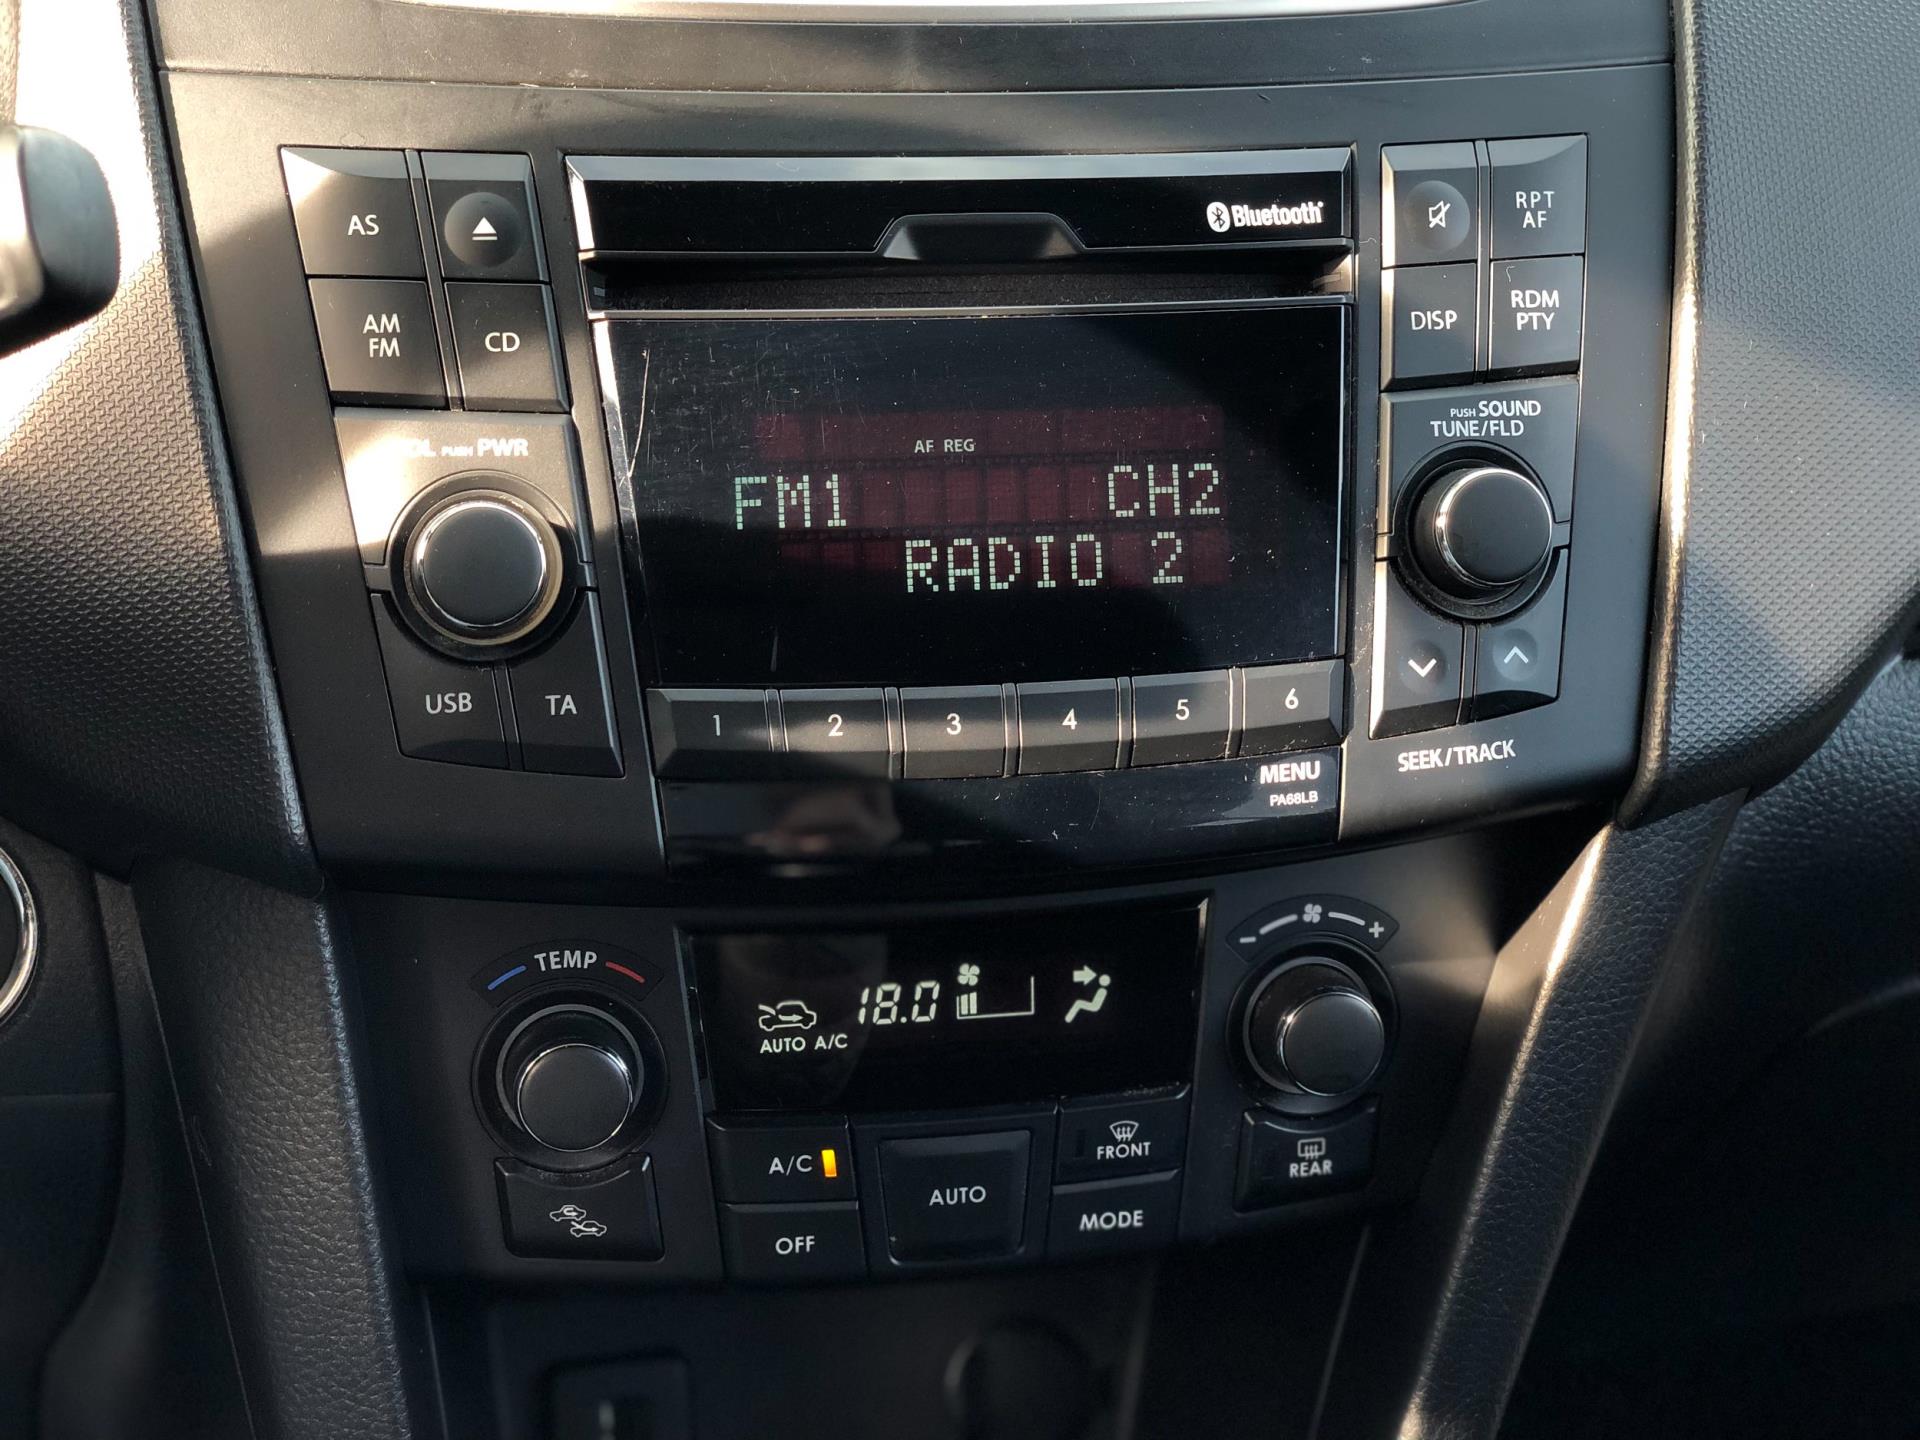 AS
AM
FM
CD
Bluetooth
RPT
AF
DISP
RDM
PTY
PUSH PWR
AF REG
FM1 CH2
RADIO 2
PUSH SOUND
TUNE/FLD
USB
TA
1 2 3 4 5 6
MENU
PA68LB
SEEK/TRACK
TEMP
18.0
AUTO A/C
- +
A/C
OFF
AUTO
FRONT
MODE
REAR